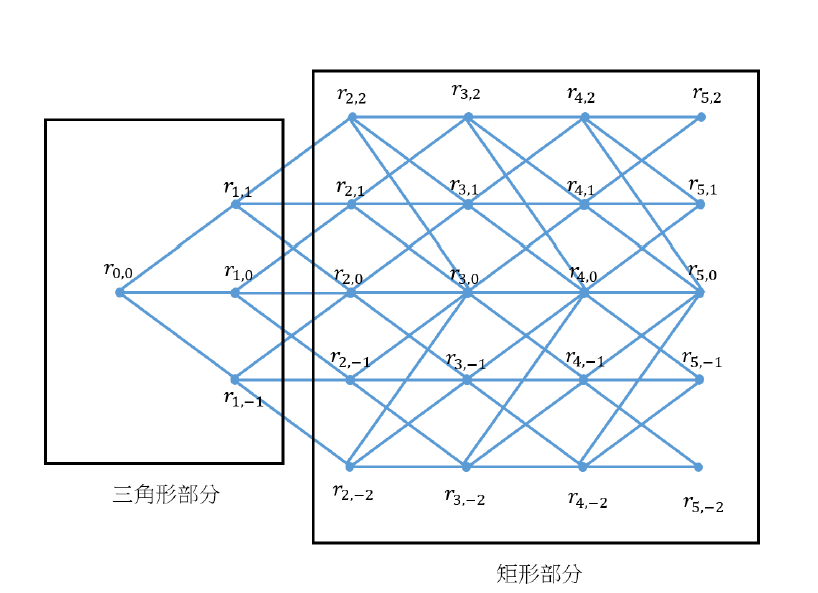 r₂,₂ r₃,₂ r₄,₂ r₅,₂
r₁,₁ r₂,₁ r₃,₁ r₄,₁ r₅,₁
r₀,₀ r₁,₀ r₂,₀ r₃,₀ r₄,₀ r₅,₀
r₁,₋₁ r₂,₋₁ r₃,₋₁ r₄,₋₁ r₅,₋₁
r₂,₋₂ r₃,₋₂ r₄,₋₂ r₅,₋₂
三角形部分
矩形部分